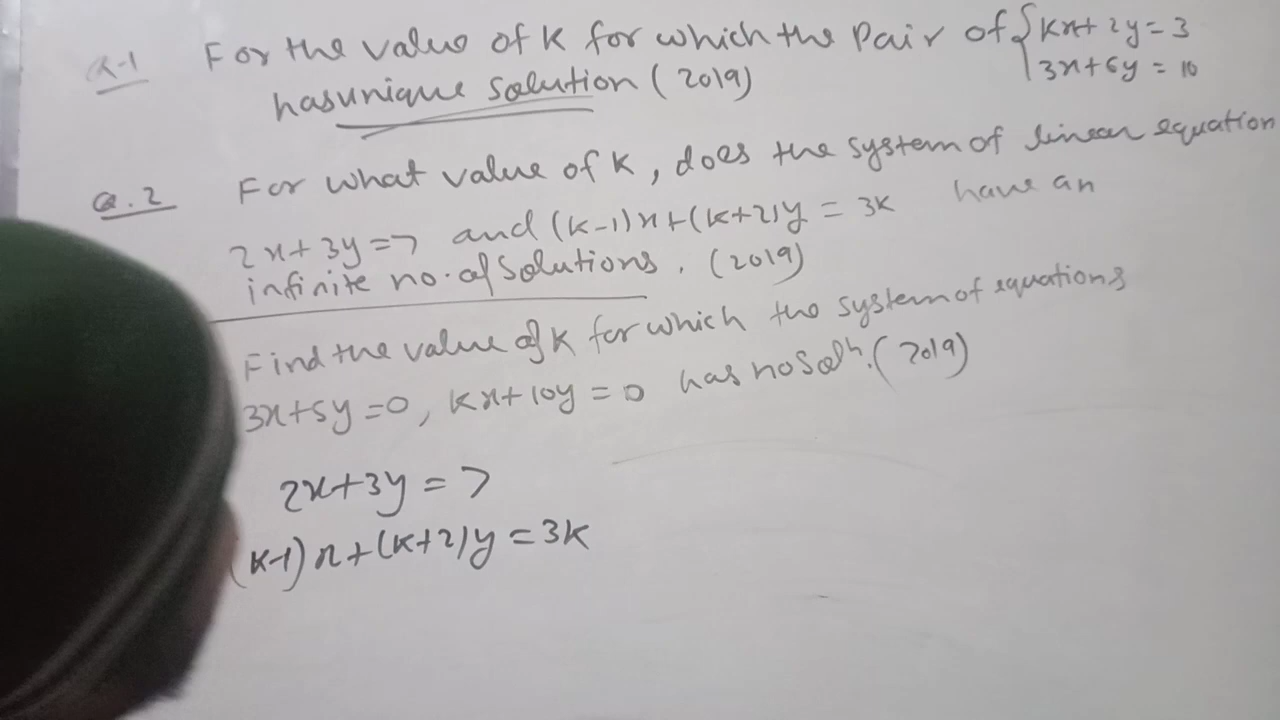 Q-1 For the value of K for which the Pair of { Kx+2y=3
3x+6y=10
has unique solution (2019)
Q.2 For what value of K, does the system of linear equation
2x+3y=7 and (K-1)x+(K+2)y=3K have an
infinite no. of solutions. (2019)
Find the value of K for which the system of equations
3x+5y=0, Kx+10y=0 has no solⁿ. (2019)
2x+3y=7
(K-1)x+(K+2)y=3K